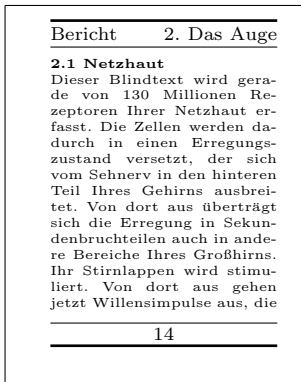 Bericht 2. Das Auge
2.1 Netzhaut
Dieser Blindtext wird gera-
de von 130 Millionen Re-
zeptoren Ihrer Netzhaut er-
fasst. Die Zellen werden da-
durch in einen Erregungs-
zustand versetzt, der sich
vom Sehnerv in den hinteren
Teil Ihres Gehirns ausbrei-
tet. Von dort aus überträgt
sich die Erregung in Sekun-
denbruchteilen auch in ande-
re Bereiche Ihres Großhirns.
Ihr Stirnlappen wird stimu-
liert. Von dort aus gehen
jetzt Willensimpulse aus, die
14